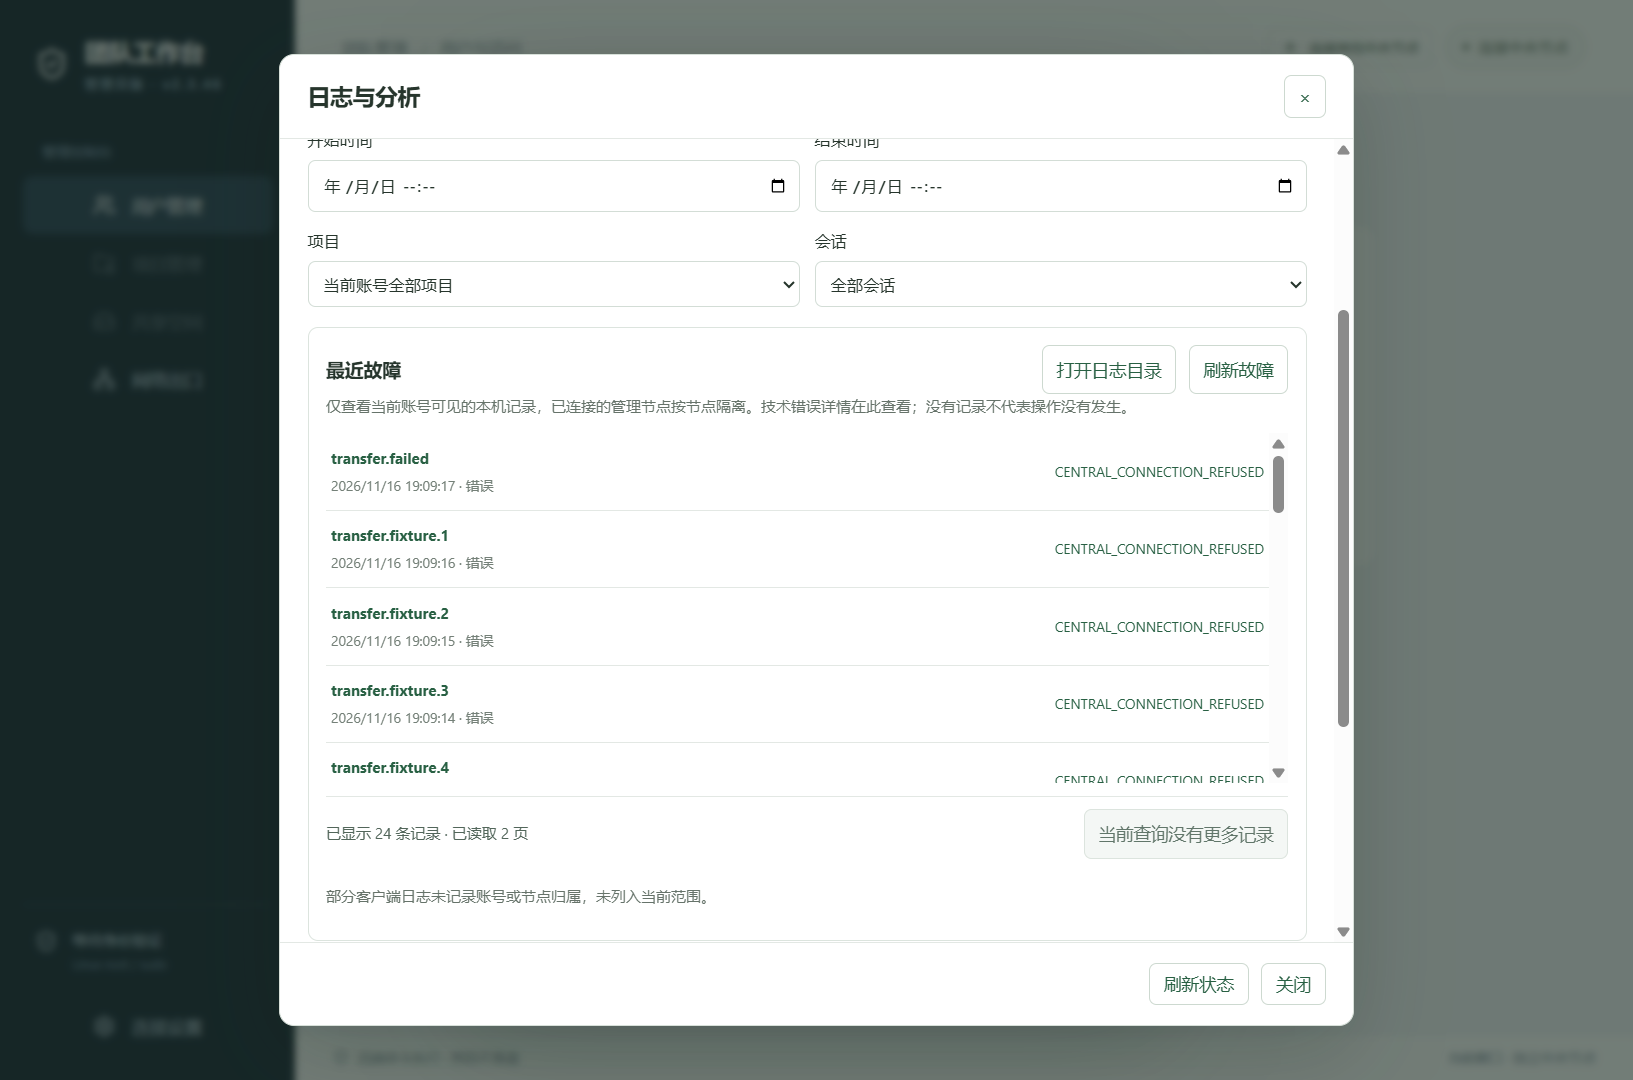 团队工作台
日志与分析
×
开始时间
结束时间
年 /月/日 --:--
年 /月/日 --:--
项目
会话
当前账号全部项目
全部会话
最近故障
打开日志目录
刷新故障
仅查看当前账号可见的本机记录，已连接的管理节点按节点隔离。技术错误详情在此查看；没有记录不代表操作没有发生。
transfer.failed
2026/11/16 19:09:17 · 错误
CENTRAL_CONNECTION_REFUSED
transfer.fixture.1
2026/11/16 19:09:16 · 错误
CENTRAL_CONNECTION_REFUSED
transfer.fixture.2
2026/11/16 19:09:15 · 错误
CENTRAL_CONNECTION_REFUSED
transfer.fixture.3
2026/11/16 19:09:14 · 错误
CENTRAL_CONNECTION_REFUSED
transfer.fixture.4
CENTRAL_CONNECTION_REFUSED
已显示 24 条记录 · 已读取 2 页
当前查询没有更多记录
部分客户端日志未记录账号或节点归属，未列入当前范围。
刷新状态
关闭